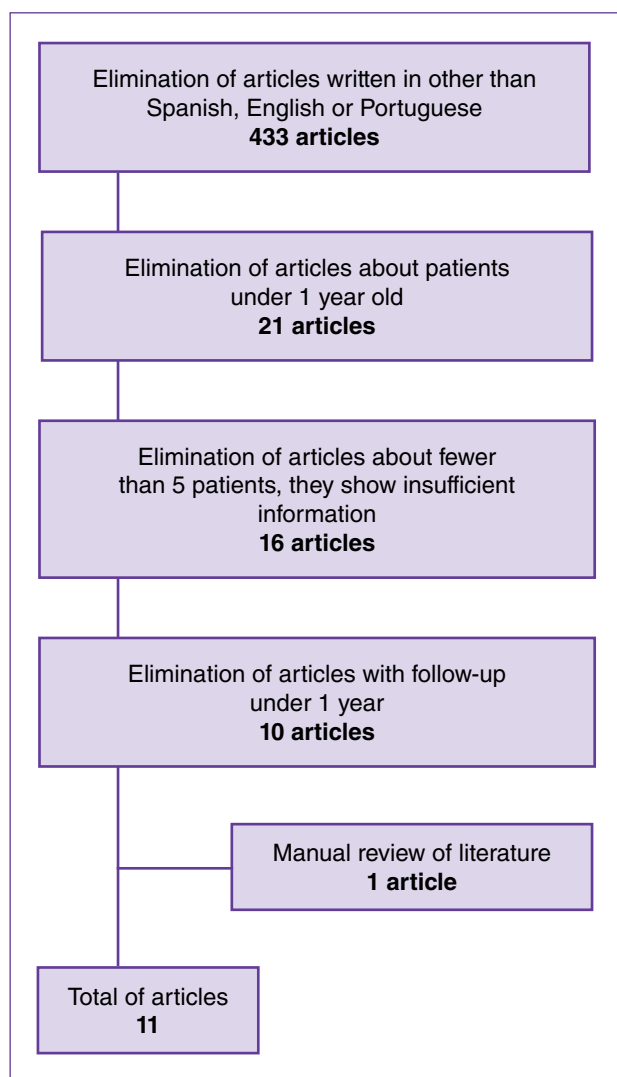 Elimination of articles written in other than
Spanish, English or Portuguese
433 articles
Elimination of articles about patients
under 1 year old
21 articles
Elimination of articles about fewer
than 5 patients, they show insufficient
information
16 articles
Elimination of articles with follow-up
under 1 year
10 articles
Manual review of literature
1 article
Total of articles
11